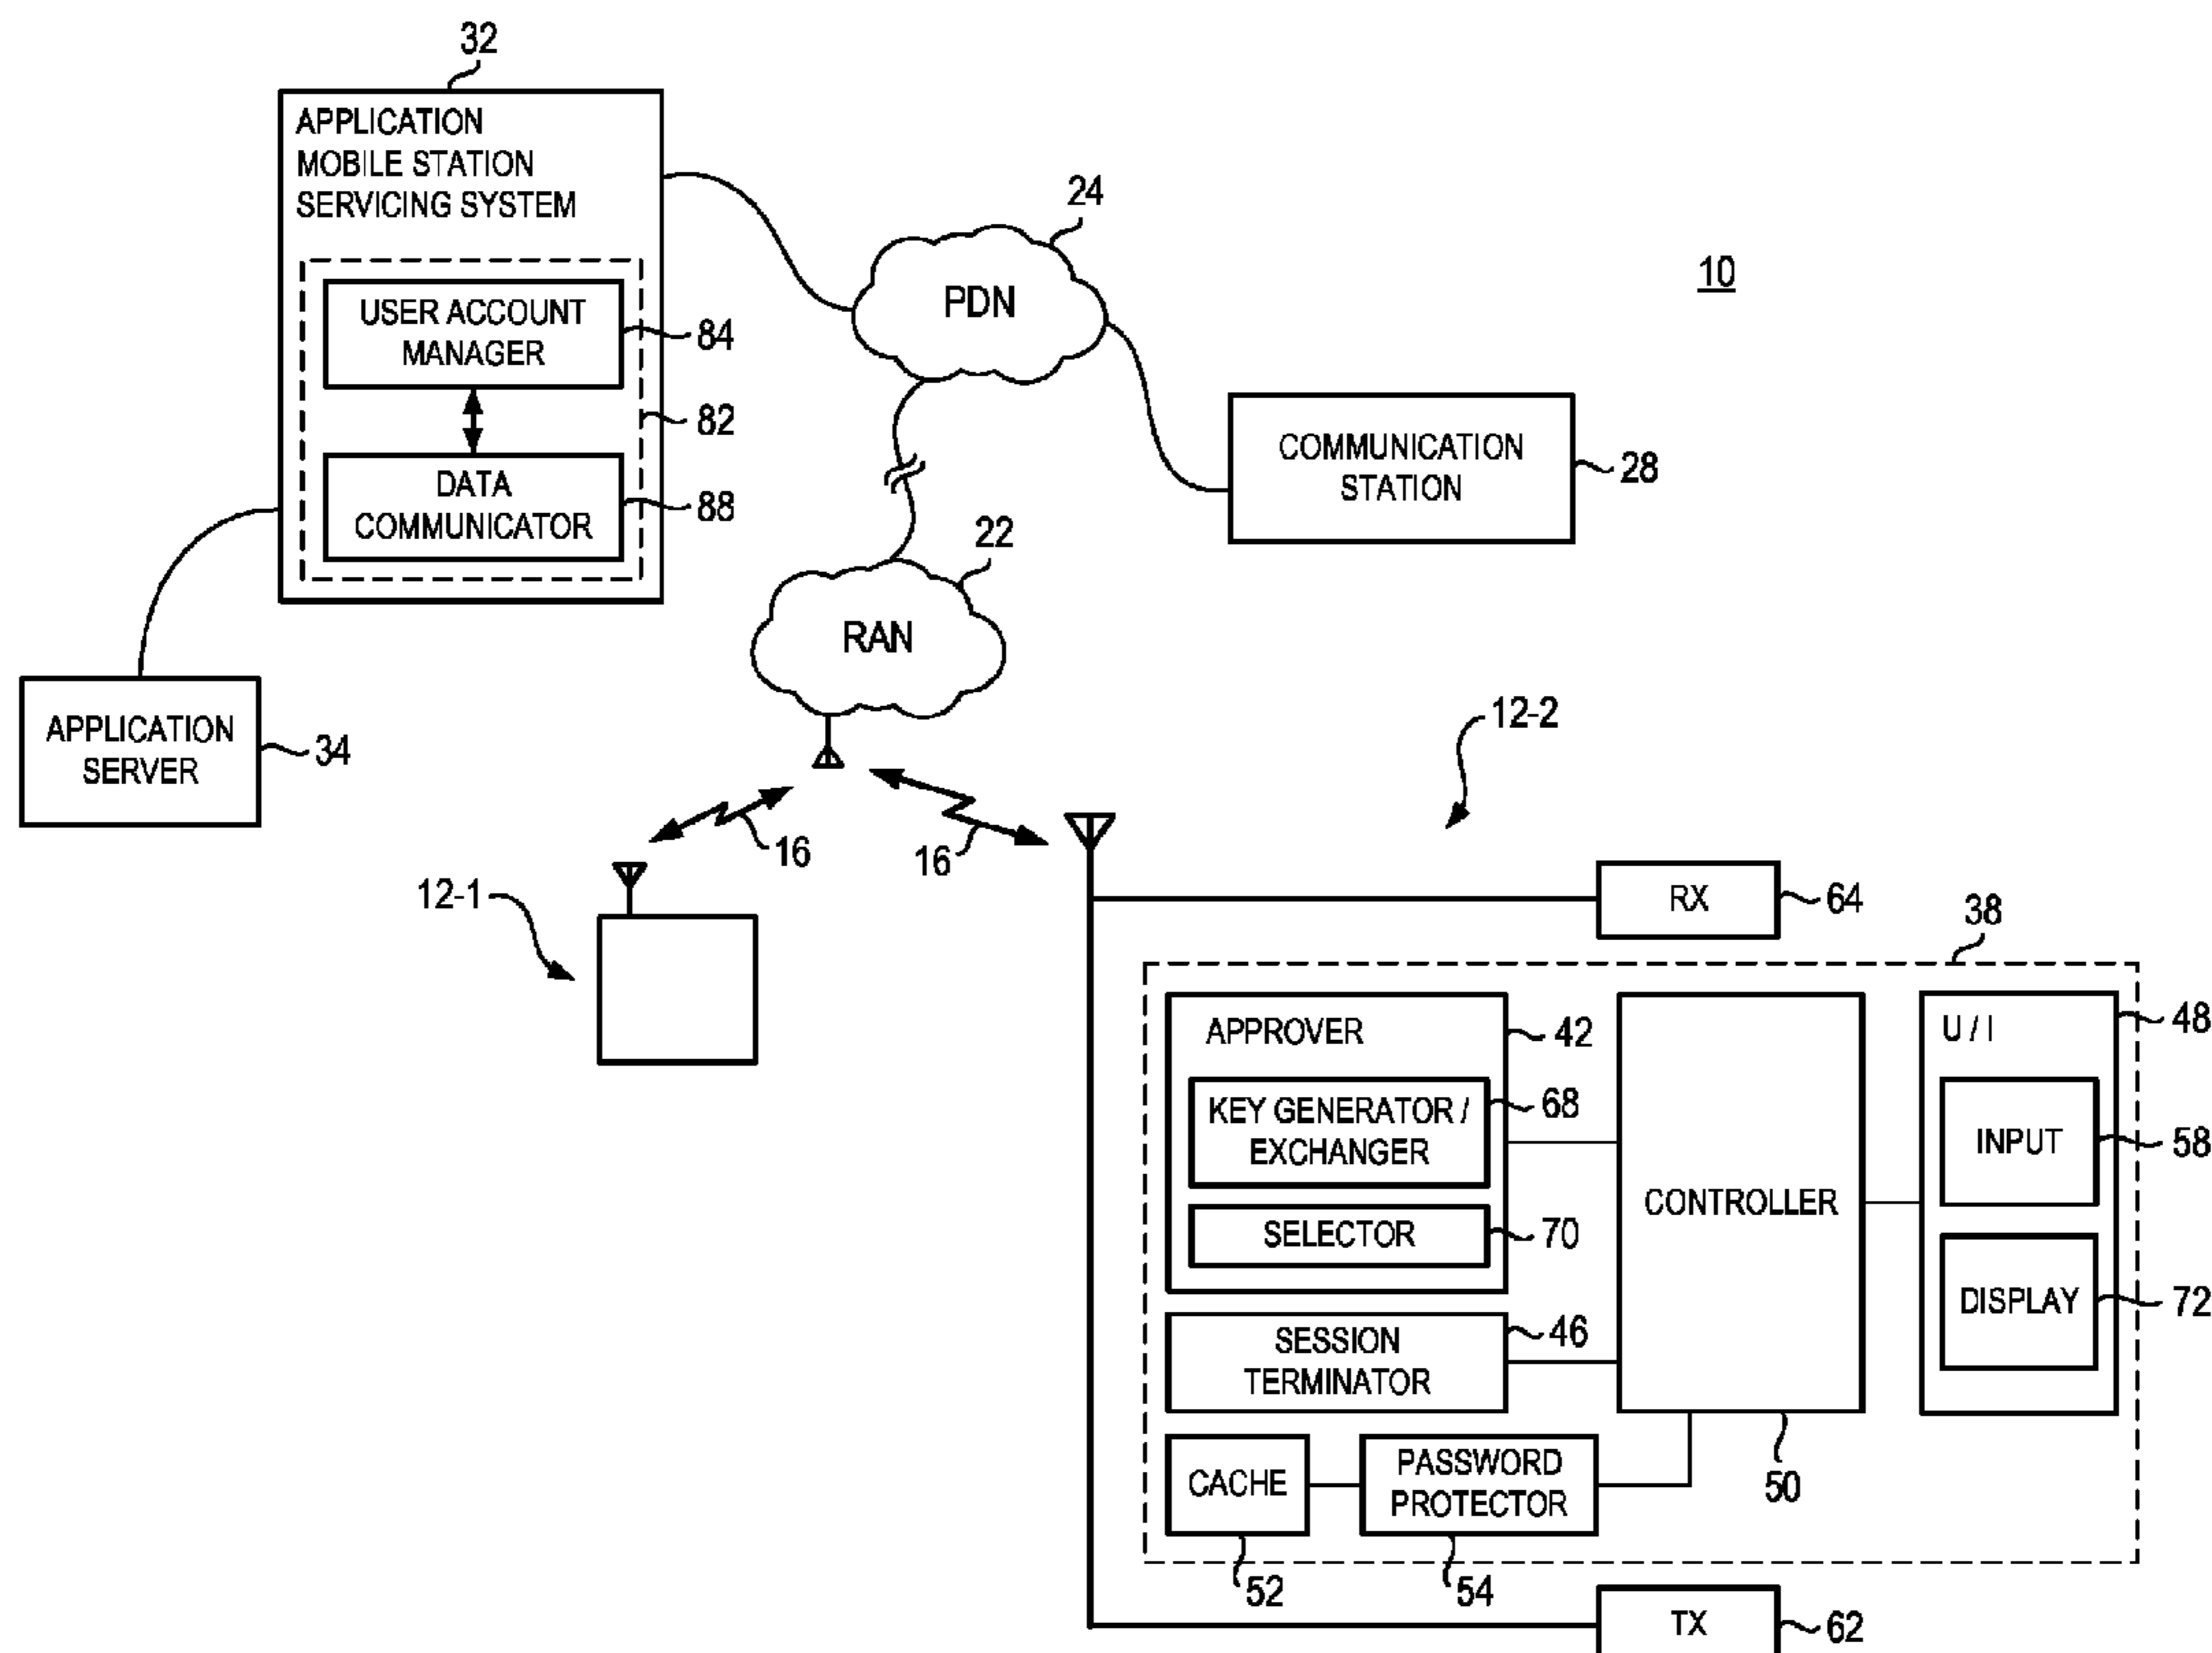 32
APPLICATION
MOBILE STATION
SERVICING SYSTEM
USER ACCOUNT
MANAGER
84
82
DATA
COMMUNICATOR
88
24
PDN
10
COMMUNICATION
STATION
28
22
RAN
APPLICATION
SERVER
34
12-2
16
16
12-1
RX
64
38
APPROVER
42
KEY GENERATOR /
EXCHANGER
68
SELECTOR
70
SESSION
TERMINATOR
46
CONTROLLER
50
U / I
48
INPUT
58
DISPLAY
72
CACHE
52
PASSWORD
PROTECTOR
54
TX
62